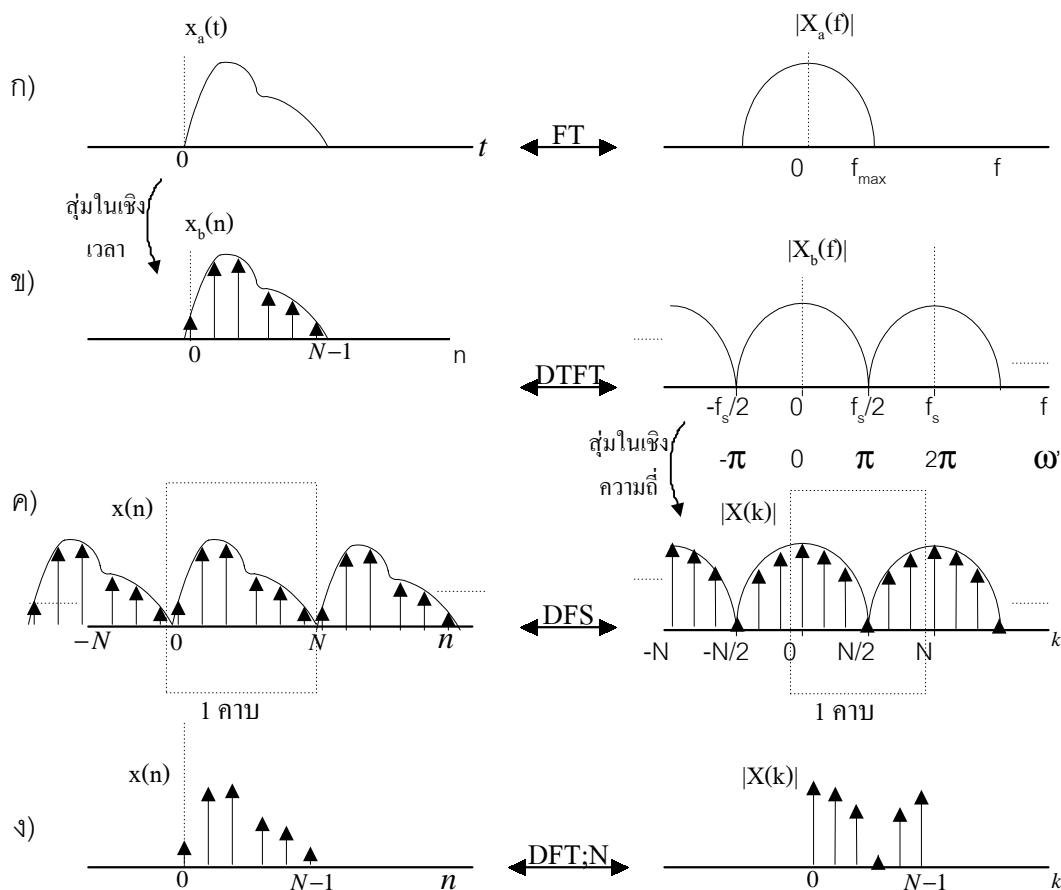 x_a(t)
|X_a(f)|
ก)
0
t
FT
0
f_max
f
สุ่มในเชิง
เวลา
x_b(n)
|X_b(f)|
ข)
0
N−1
n
DTFT
-f_s/2
0
f_s/2
f_s
f
สุ่มในเชิง
ความถี่
-π
0
π
2π
ω'
ค)
x(n)
|X(k)|
−N
0
N
n
DFS
-N
-N/2
0
N/2
N
k
1 คาบ
1 คาบ
ง)
x(n)
|X(k)|
0
N−1
n
DFT;N
0
N−1
k